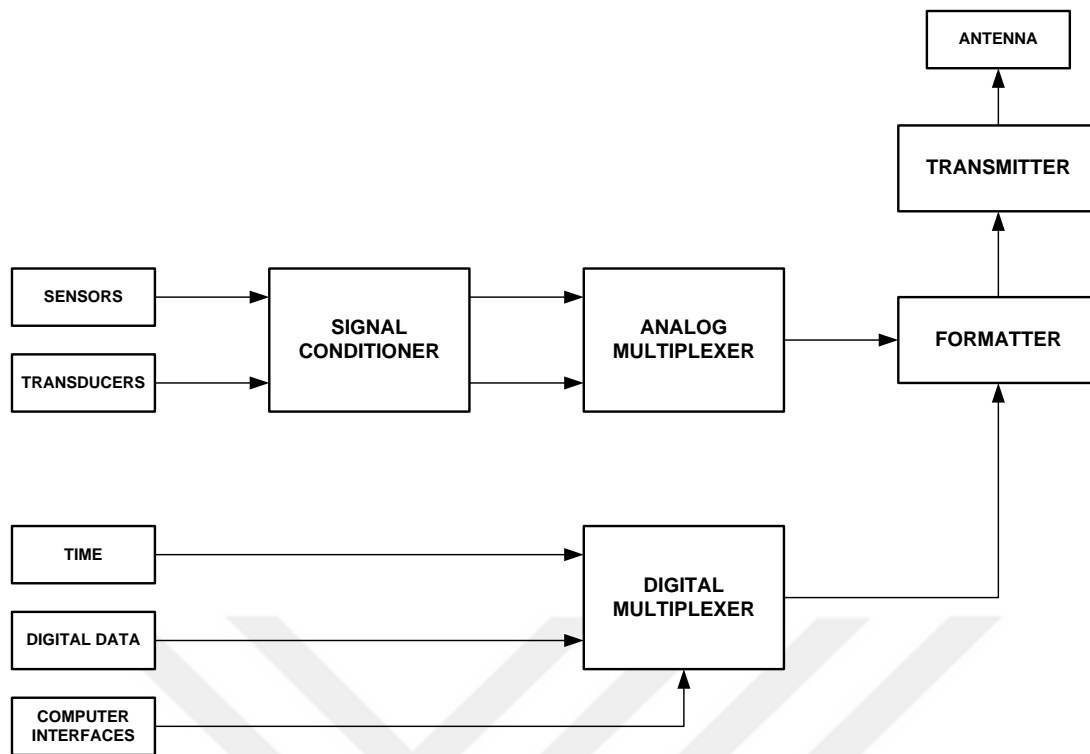 ANTENNA
TRANSMITTER
SENSORS
SIGNAL
CONDITIONER
ANALOG
MULTIPLEXER
FORMATTER
TRANSDUCERS
TIME
DIGITAL
MULTIPLEXER
DIGITAL DATA
COMPUTER
INTERFACES